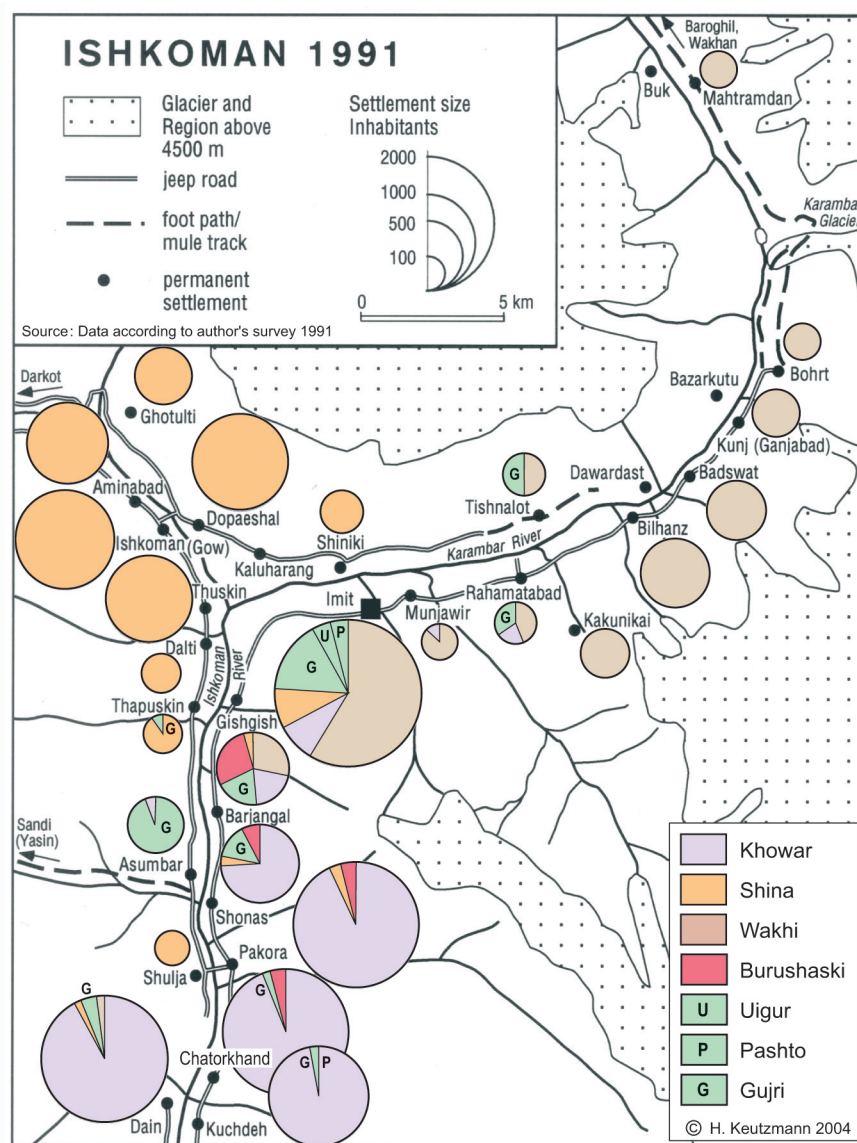 ISHKOMAN 1991
Glacier and
Region above
4500 m
jeep road
foot path/
mule track
permanent
settlement
Settlement size
Inhabitants
2000
1000
500
100
0
5 km
Source: Data according to author's survey 1991
Baroghil,
Wakhan
Buk
Mahtramdan
Karambar
Glacier
Darkot
Ghotulti
Bohrt
Bazarkutu
Kunj (Ganjabad)
Aminabad
Dopaeshal
G
Dawardast
Badswat
Tishnalot
Ishkoman (Gow)
Shiniki
Bilhanz
Kaluharang
Karambar River
Thuskin
Imit
Rahamatabad
Munjawir
G
Kakunikai
Dalti
Ishkoman
River
U
P
G
Thapuskin
Gishgish
G
G
Barjangal
G
Sandi
(Yasin)
G
Asumbar
Shonas
Pakora
Shulja
G
G
Chatorkhand
G
P
Dain
Kuchdeh
Khowar
Shina
Wakhi
Burushaski
U
Uigur
P
Pashto
G
Gujri
© H. Keutzmann 2004